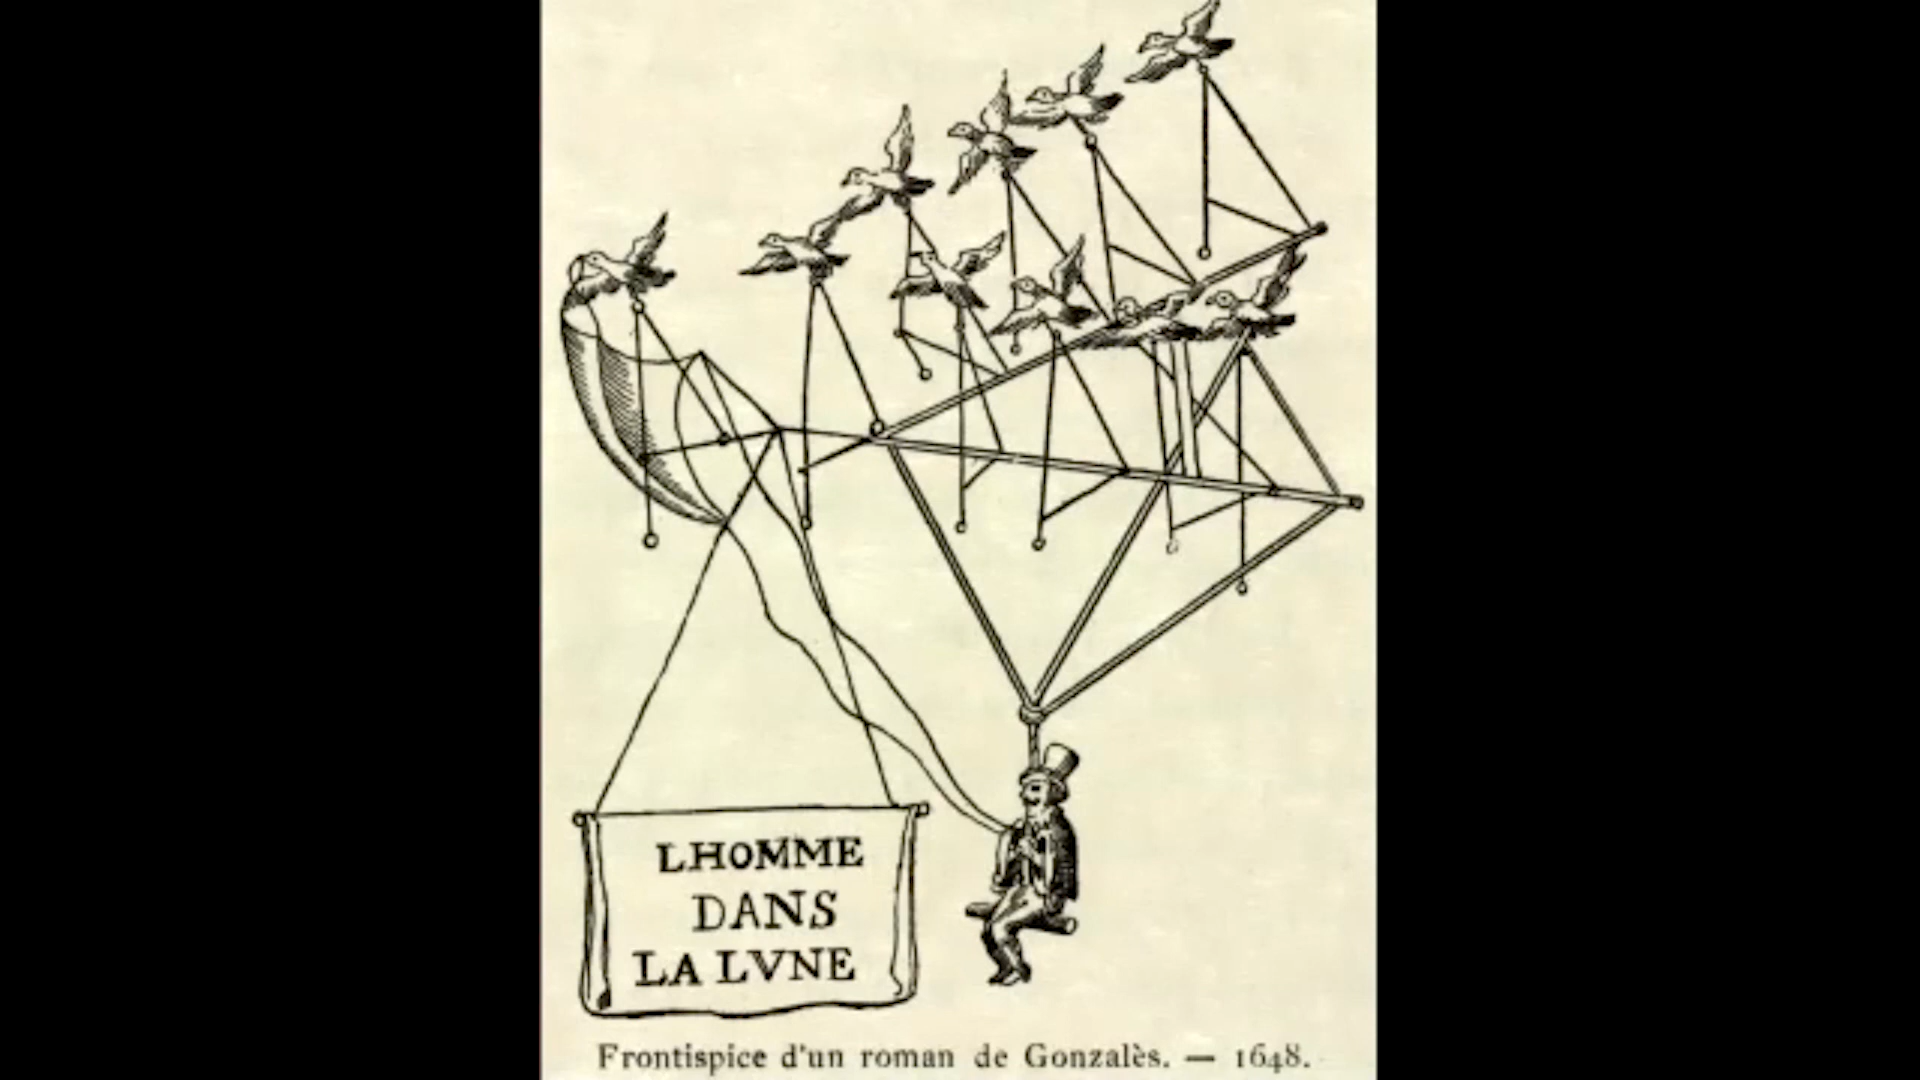 LHOMME
DANS
LA LVNE
Frontispice d'un roman de Gonzalès. — 1648.